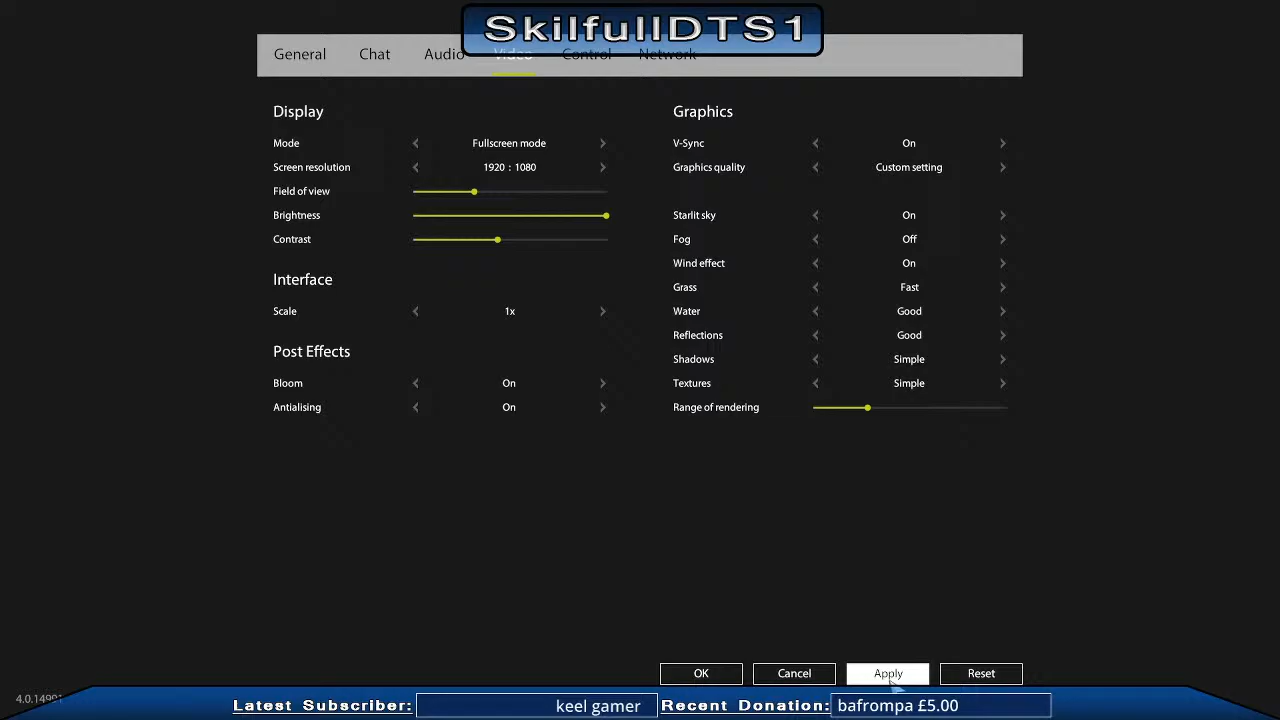 SkilfullDTS1
General Chat Audio Video Control Network
Display
Mode Fullscreen mode
Screen resolution 1920 : 1080
Field of view
Brightness
Contrast
Interface
Scale 1x
Post Effects
Bloom On
Antialising On
Graphics
V-Sync On
Graphics quality Custom setting
Starlit sky On
Fog Off
Wind effect On
Grass Fast
Water Good
Reflections Good
Shadows Simple
Textures Simple
Range of rendering
OK Cancel Apply Reset
4.0.14991
Latest Subscriber: keel gamer Recent Donation: bafrompa £5.00